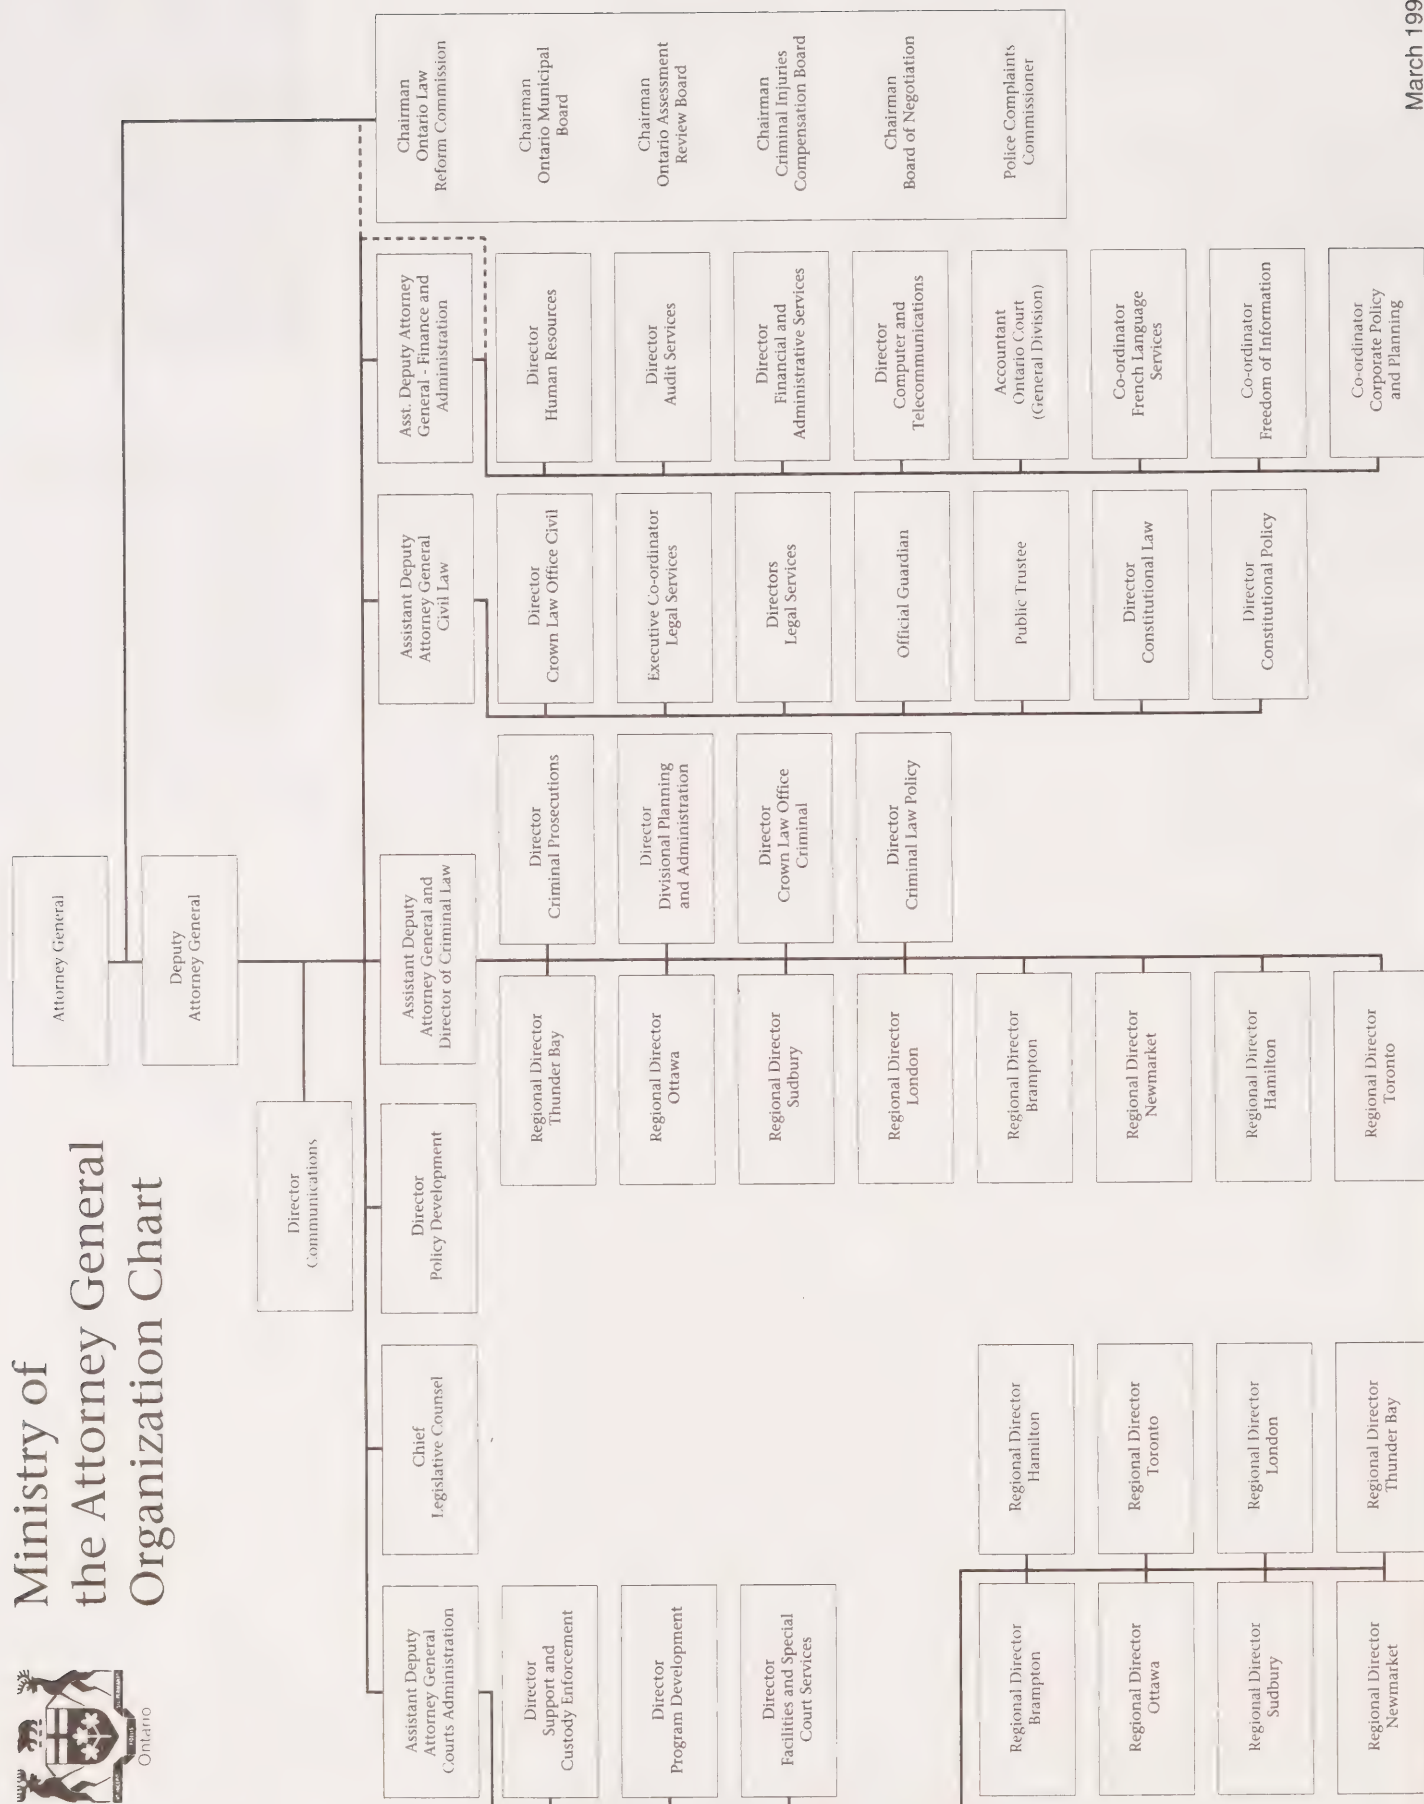 Ontario
Ministry of
the Attorney General
Organization Chart
Attorney General
Deputy
Attorney General
Director
Communications
Assistant Deputy
Attorney General
Courts Administration
Chief
Legislative Counsel
Director
Policy Development
Assistant Deputy
Attorney General and
Director of Criminal Law
Assistant Deputy
Attorney General
Civil Law
Asst. Deputy Attorney
General - Finance and
Administration
Chairman
Ontario Law
Reform Commission
Chairman
Ontario Municipal
Board
Chairman
Ontario Assessment
Review Board
Chairman
Criminal Injuries
Compensation Board
Chairman
Board of Negotiation
Police Complaints
Commissioner
Director
Support and
Custody Enforcement
Director
Program Development
Director
Facilities and Special
Court Services
Regional Director
Brampton
Regional Director
Ottawa
Regional Director
Sudbury
Regional Director
Newmarket
Regional Director
Hamilton
Regional Director
Toronto
Regional Director
London
Regional Director
Thunder Bay
Regional Director
Thunder Bay
Regional Director
Ottawa
Regional Director
Sudbury
Regional Director
London
Regional Director
Brampton
Regional Director
Newmarket
Regional Director
Hamilton
Regional Director
Toronto
Director
Criminal Prosecutions
Director
Divisional Planning
and Administration
Director
Crown Law Office
Criminal
Director
Criminal Law Policy
Director
Crown Law Office Civil
Executive Co-ordinator
Legal Services
Directors
Legal Services
Official Guardian
Public Trustee
Director
Constitutional Law
Director
Constitutional Policy
Director
Human Resources
Director
Audit Services
Director
Financial and
Administrative Services
Director
Computer and
Telecommunications
Accountant
Ontario Court
(General Division)
Co-ordinator
French Language
Services
Co-ordinator
Freedom of Information
Co-ordinator
Corporate Policy
and Planning
March 199